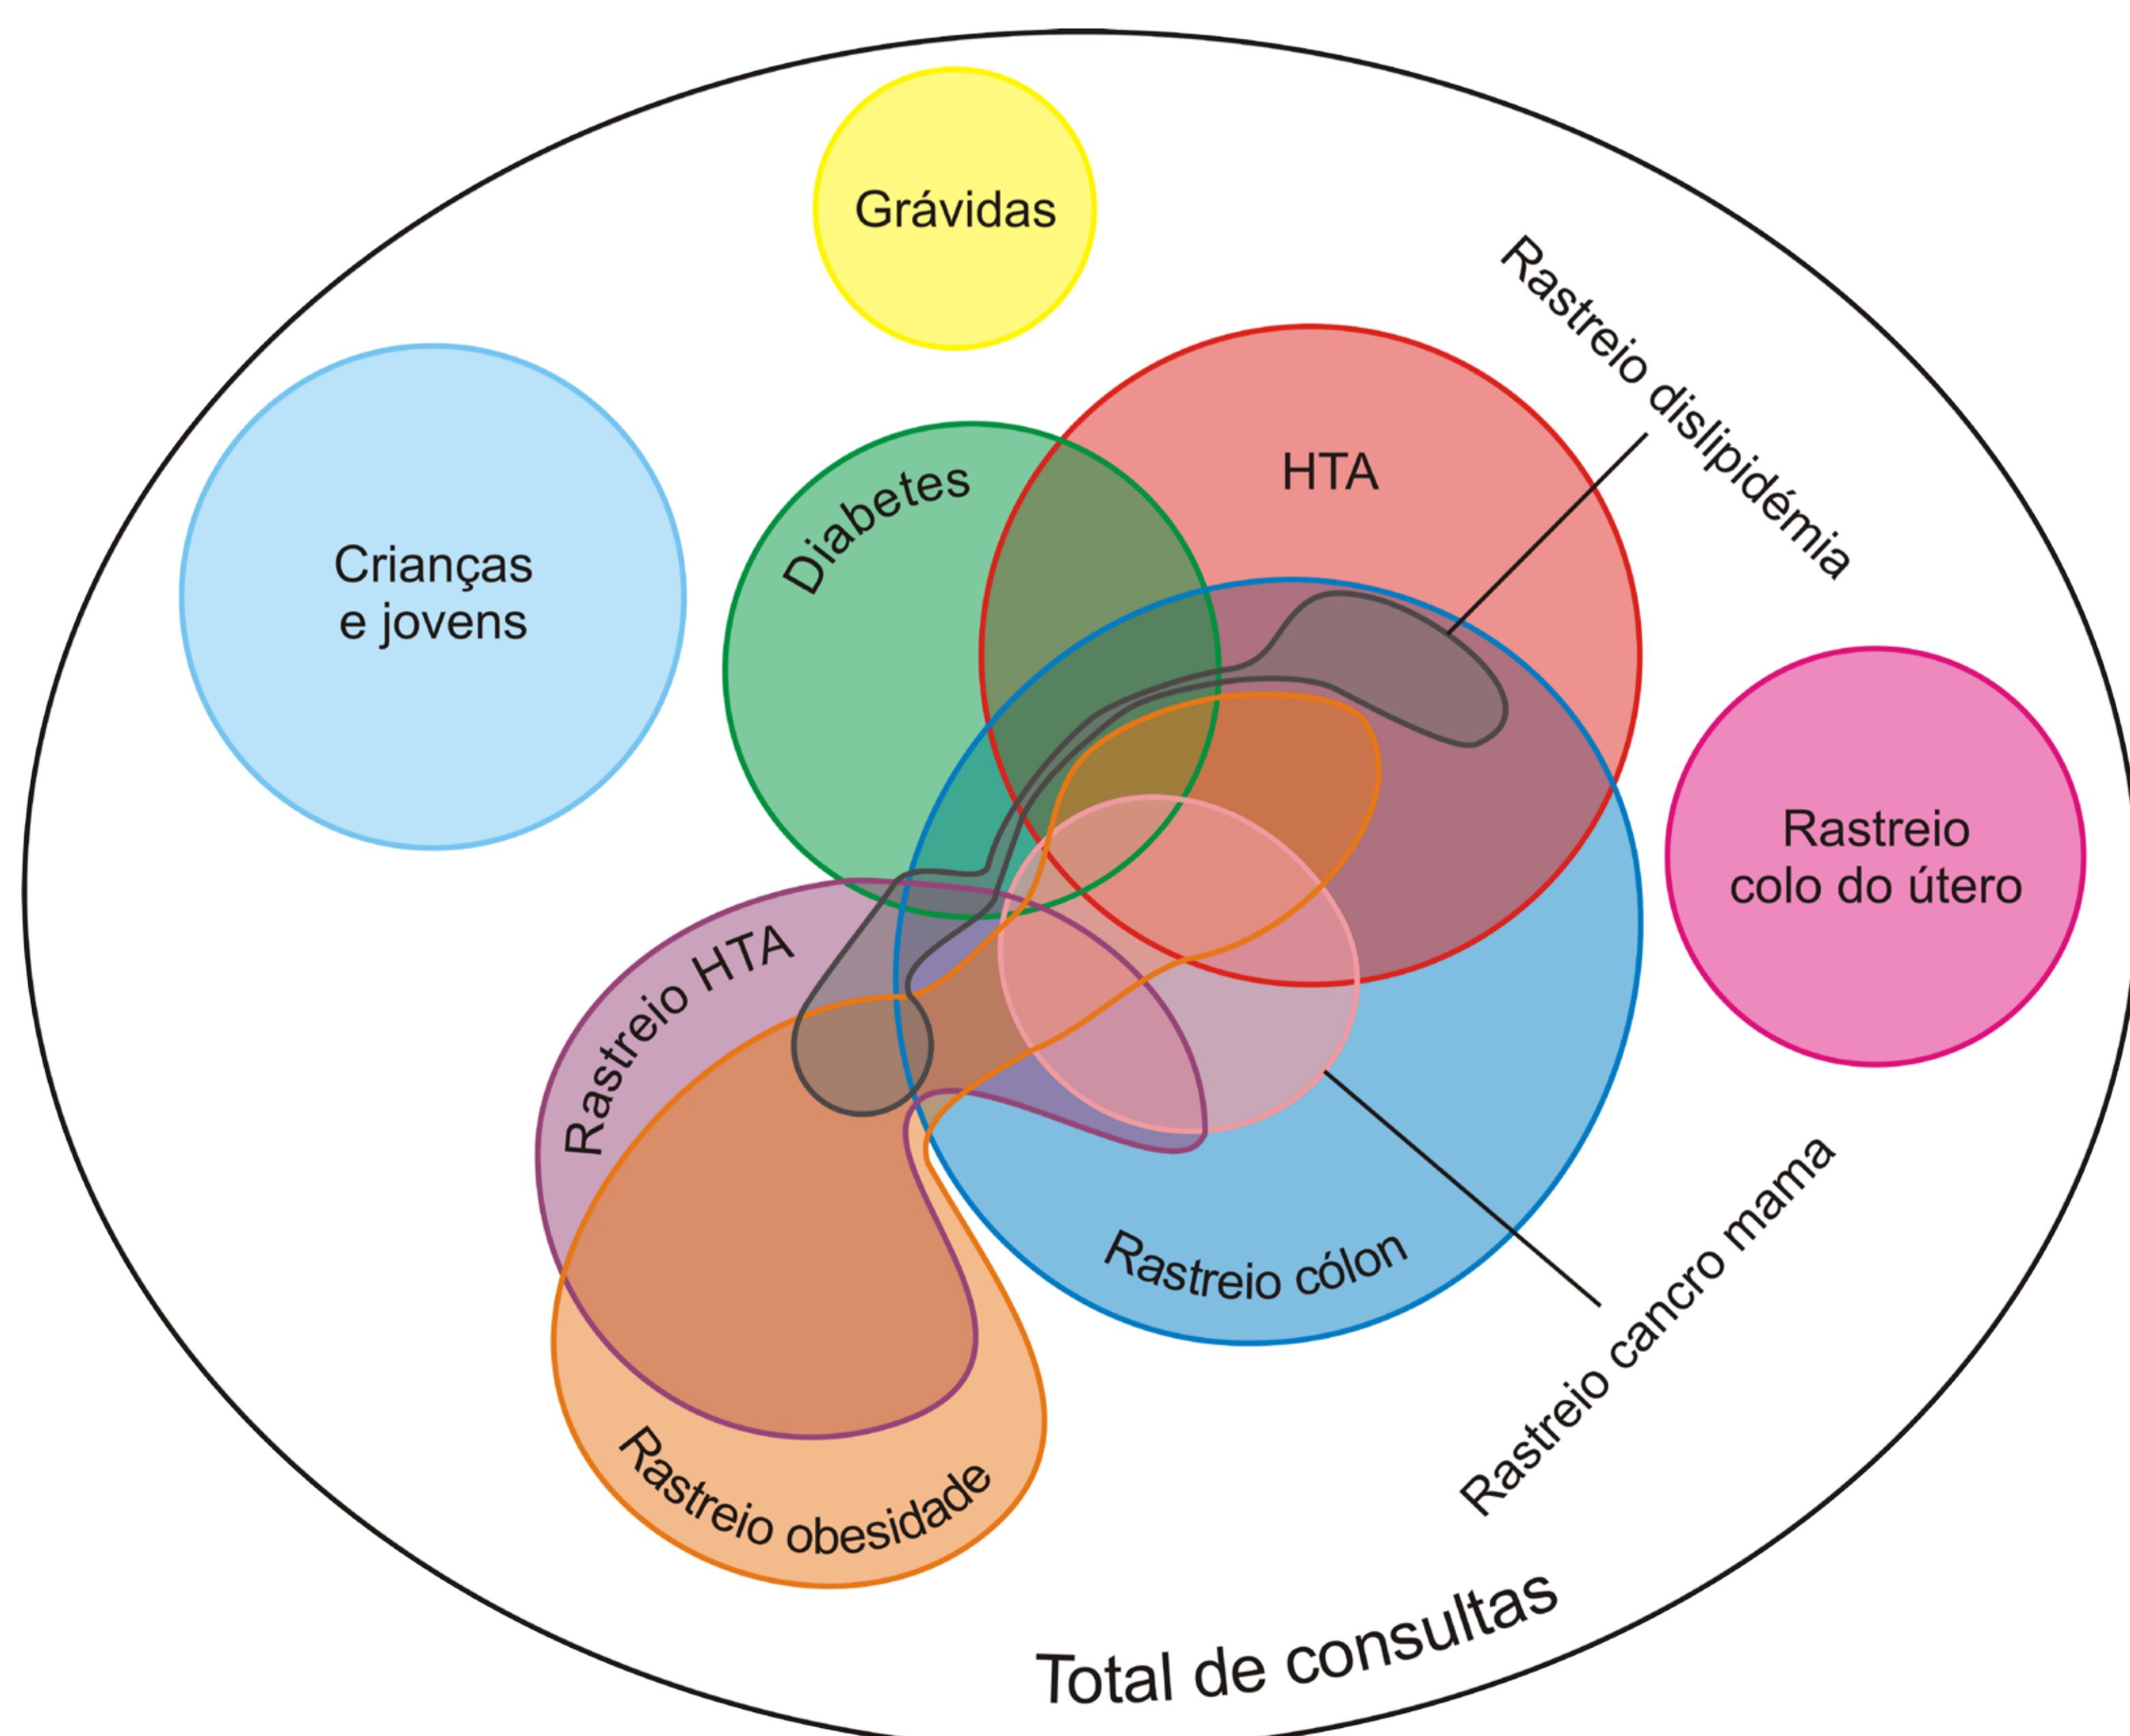 Grávidas
Rastreio dislipidémia
HTA
Diabetes
Crianças
e jovens
Rastreio
colo do útero
Rastreio HTA
Rastreio cólon
Rastreio cancro mama
Rastreio obesidade
Total de consultas